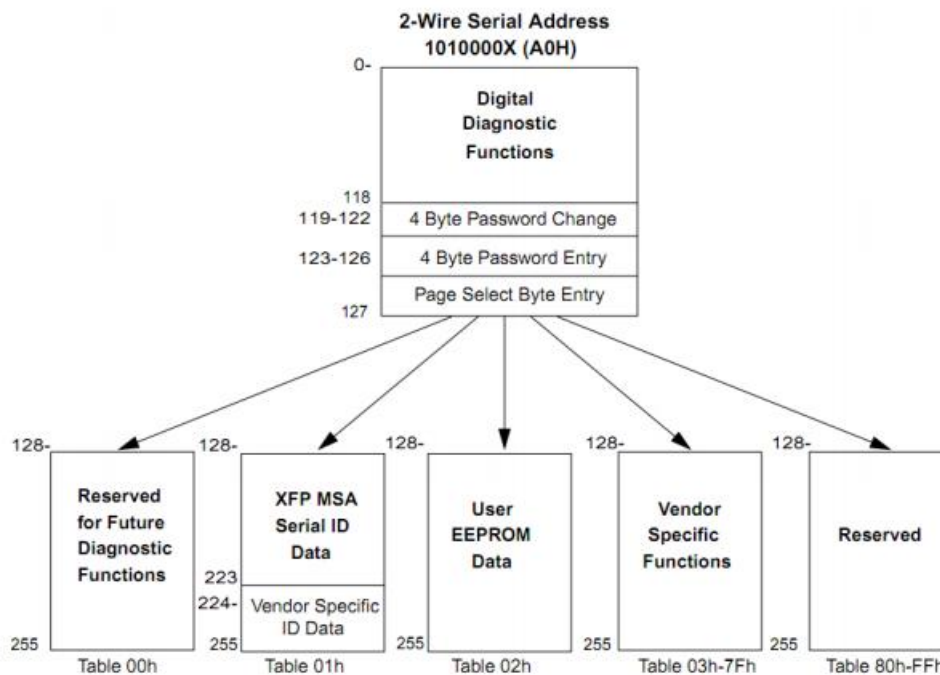 2-Wire Serial Address
1010000X (A0H)
0-
Digital
Diagnostic
Functions
118
119-122
4 Byte Password Change
123-126
4 Byte Password Entry
Page Select Byte Entry
127
128-
Reserved
for Future
Diagnostic
Functions
255
Table 00h
128-
XFP MSA
Serial ID
Data
223
224-
Vendor Specific
ID Data
255
Table 01h
128-
User
EEPROM
Data
255
Table 02h
128-
Vendor
Specific
Functions
255
Table 03h-7Fh
128-
Reserved
255
Table 80h-FFh